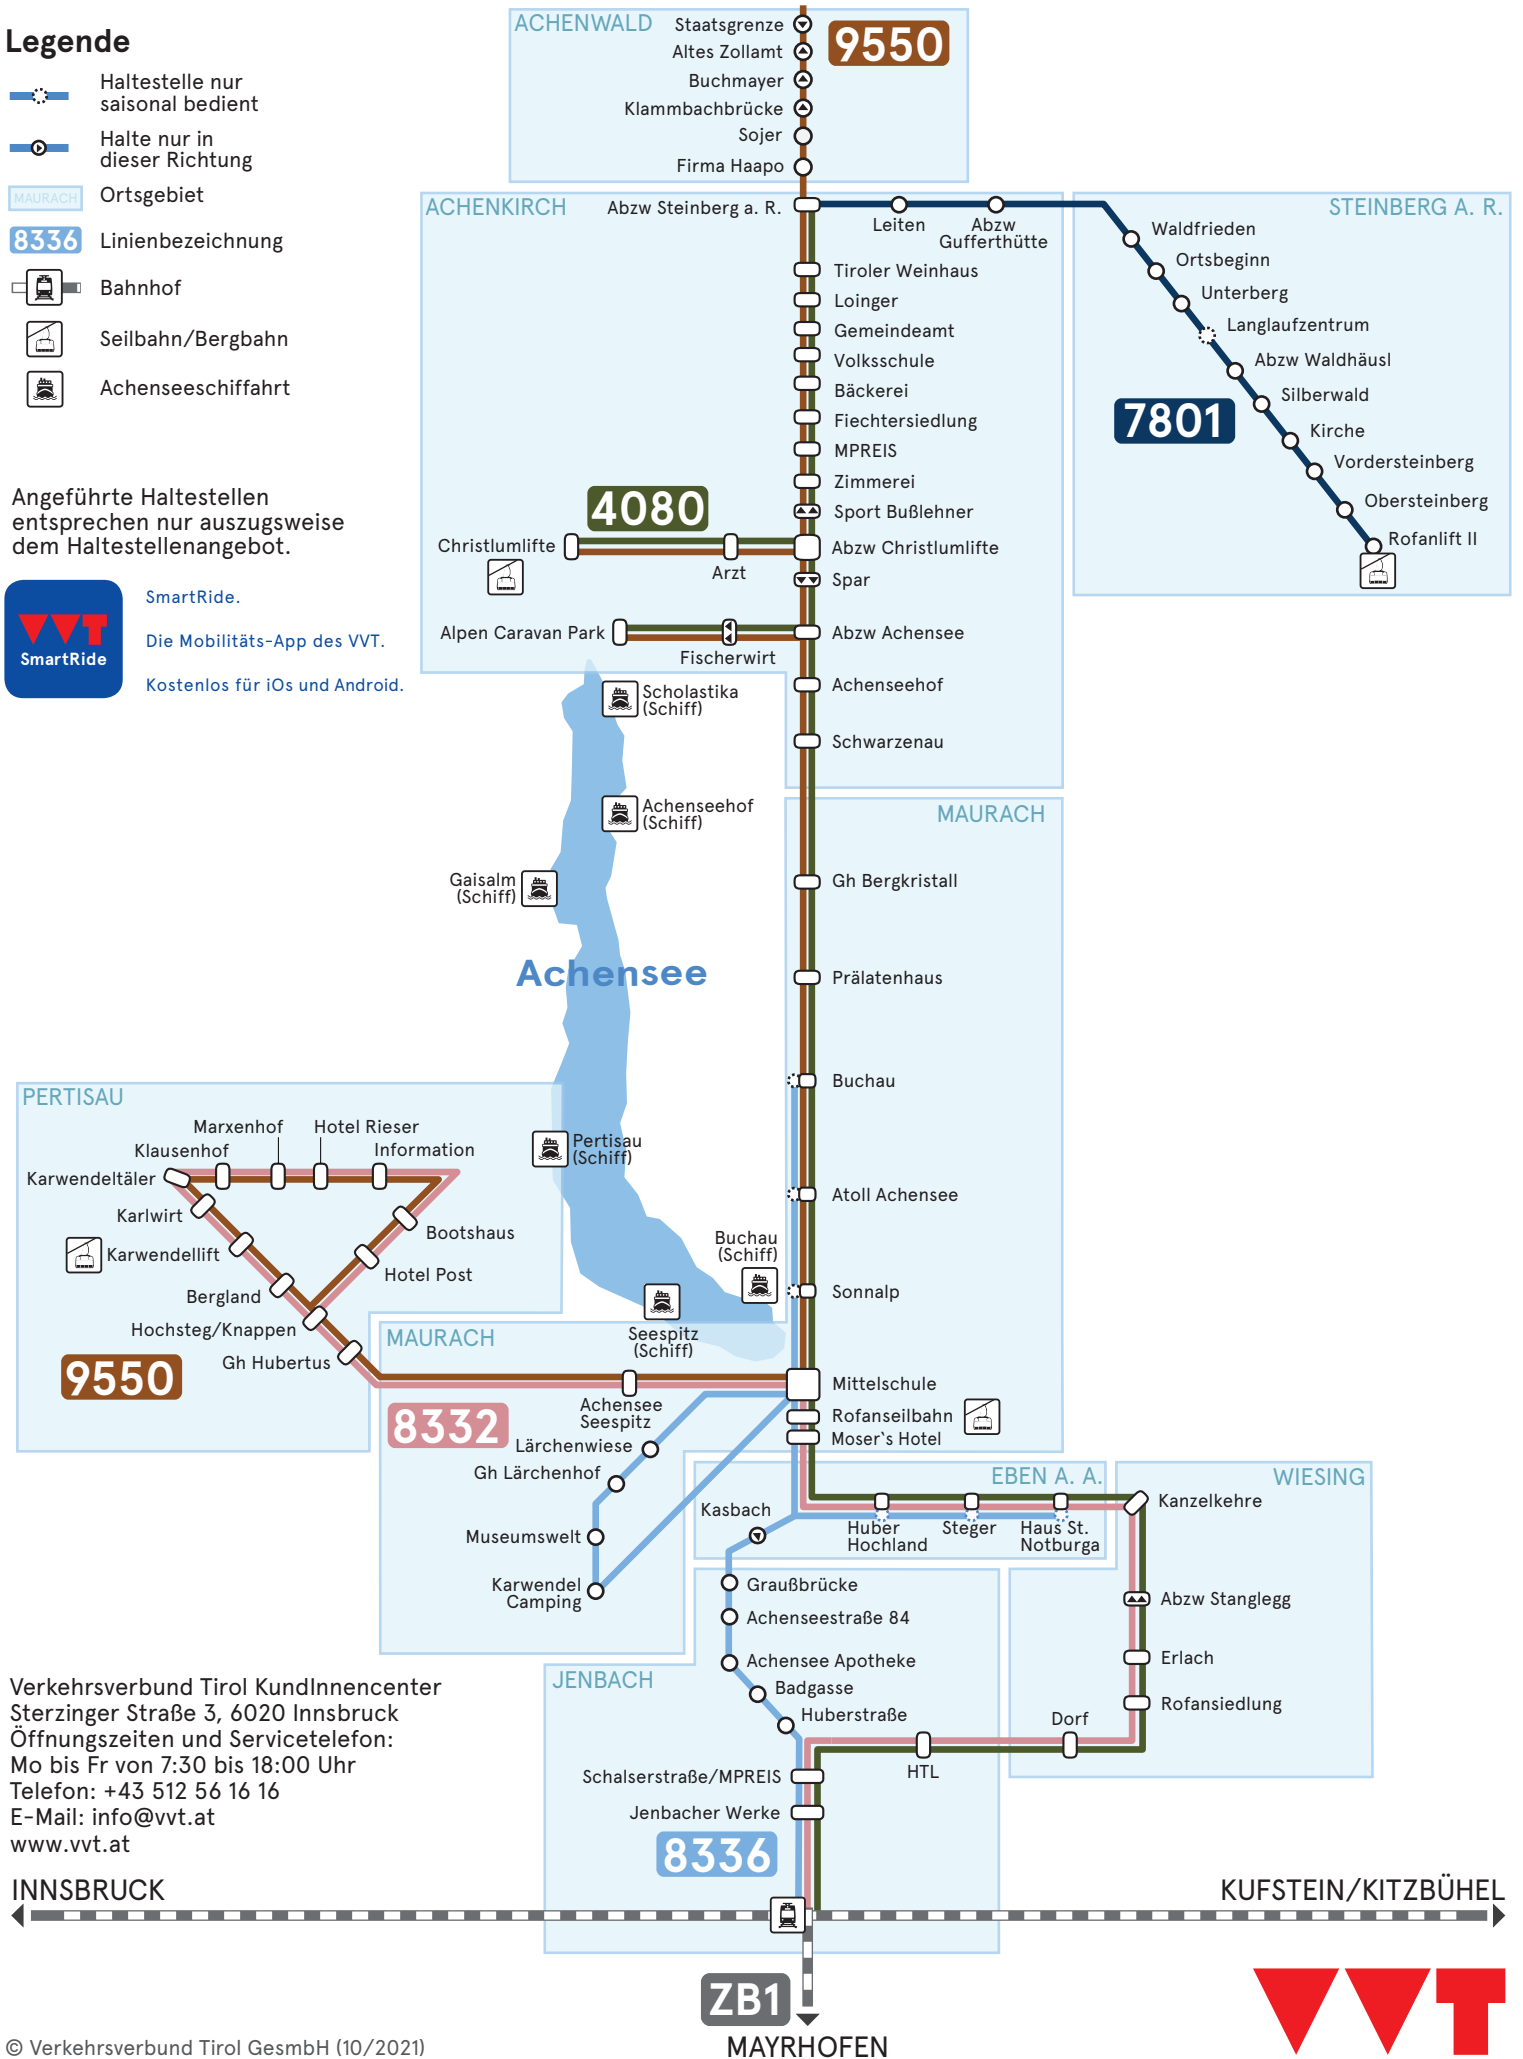 Legende
Haltestelle nur
saisonal bedient
Halte nur in
dieser Richtung
MAURACH
Ortsgebiet
8336
Linienbezeichnung
Bahnhof
Seilbahn/Bergbahn
Achenseeschiffahrt
Angeführte Haltestellen
entsprechen nur auszugsweise
dem Haltestellenangebot.
VVT
SmartRide
SmartRide.
Die Mobilitäts-App des VVT.
Kostenlos für iOs und Android.
ACHENWALD
9550
Staatsgrenze
Altes Zollamt
Buchmayer
Klammbachbrücke
Sojer
Firma Haapo
ACHENKIRCH
Abzw Steinberg a. R.
Leiten
Abzw
Gufferthütte
Tiroler Weinhaus
Loinger
Gemeindeamt
Volksschule
Bäckerei
Fiechtersiedlung
MPREIS
Zimmerei
Sport Bußlehner
4080
Christlumlifte
Arzt
Abzw Christlumlifte
Spar
Alpen Caravan Park
Fischerwirt
Abzw Achensee
Achenseehof
Schwarzenau
STEINBERG A. R.
Waldfrieden
Ortsbeginn
Unterberg
Langlaufzentrum
Abzw Waldhäusl
Silberwald
Kirche
Vordersteinberg
Obersteinberg
Rofanlift II
7801
Scholastika
(Schiff)
Achenseehof
(Schiff)
Gaisalm
(Schiff)
Achensee
Pertisau
(Schiff)
Buchau
(Schiff)
Seespitz
(Schiff)
MAURACH
Gh Bergkristall
Prälatenhaus
Buchau
Atoll Achensee
Sonnalp
Mittelschule
Rofanseilbahn
Moser`s Hotel
PERTISAU
Marxenhof
Hotel Rieser
Klausenhof
Information
Karwendeltäler
Karlwirt
Karwendellift
Bootshaus
Hotel Post
Bergland
Hochsteg/Knappen
Gh Hubertus
9550
MAURACH
8332
Achensee
Seespitz
Lärchenwiese
Gh Lärchenhof
Museumswelt
Karwendel
Camping
EBEN A. A.
Kasbach
Huber
Hochland
Steger
Haus St.
Notburga
WIESING
Kanzelkehre
Abzw Stanglegg
Erlach
Rofansiedlung
Dorf
JENBACH
Graußbrücke
Achenseestraße 84
Achensee Apotheke
Badgasse
Huberstraße
HTL
Schalserstraße/MPREIS
Jenbacher Werke
8336
Verkehrsverbund Tirol KundInnencenter
Sterzinger Straße 3, 6020 Innsbruck
Öffnungszeiten und Servicetelefon:
Mo bis Fr von 7:30 bis 18:00 Uhr
Telefon: +43 512 56 16 16
E-Mail: info@vvt.at
www.vvt.at
INNSBRUCK
KUFSTEIN/KITZBÜHEL
ZB1
MAYRHOFEN
VVT
© Verkehrsverbund Tirol GesmbH (10/2021)